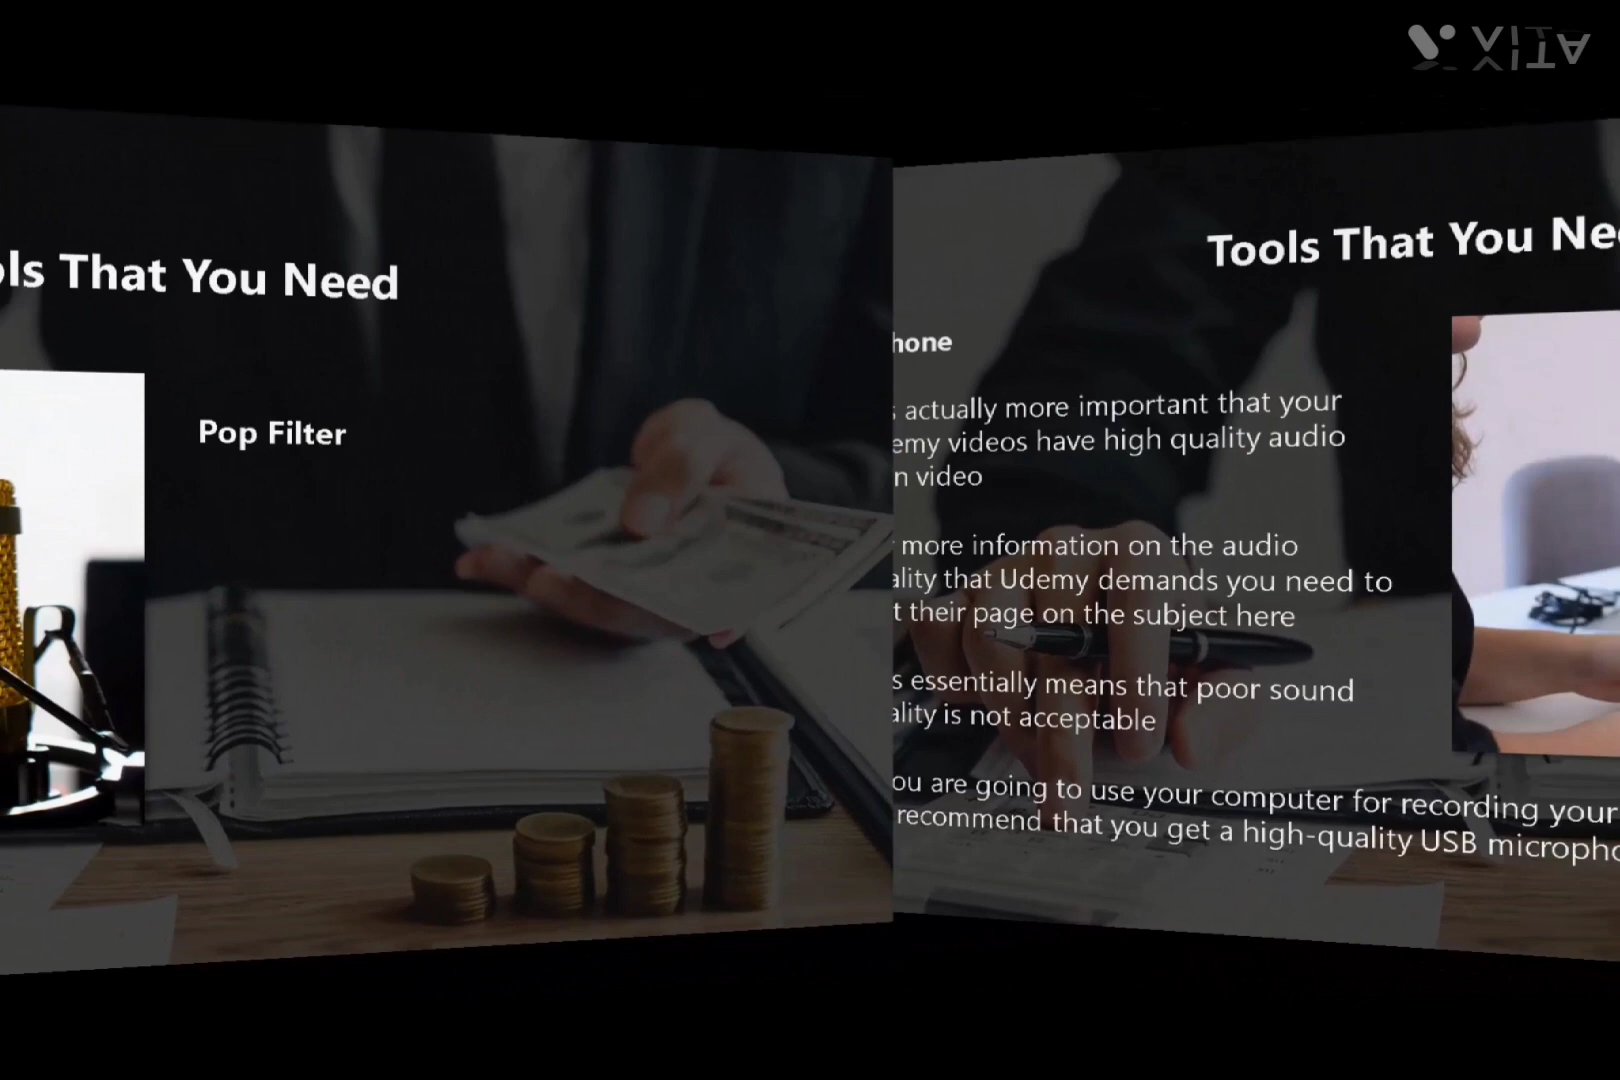 VITA
ols That You Need
Pop Filter
Tools That You Nee
hone
actually more important that your
emy videos have high quality audio
n video
more information on the audio
ality that Udemy demands you need to
t their page on the subject here
s essentially means that poor sound
ality is not acceptable
ou are going to use your computer for recording your
recommend that you get a high-quality USB micropho